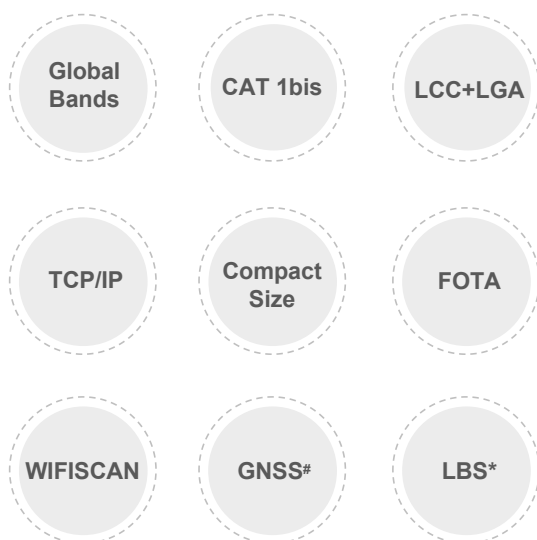 Global
Bands
CAT 1bis
LCC+LGA
TCP/IP
Compact
Size
FOTA
WIFISCAN
GNSS#
LBS*